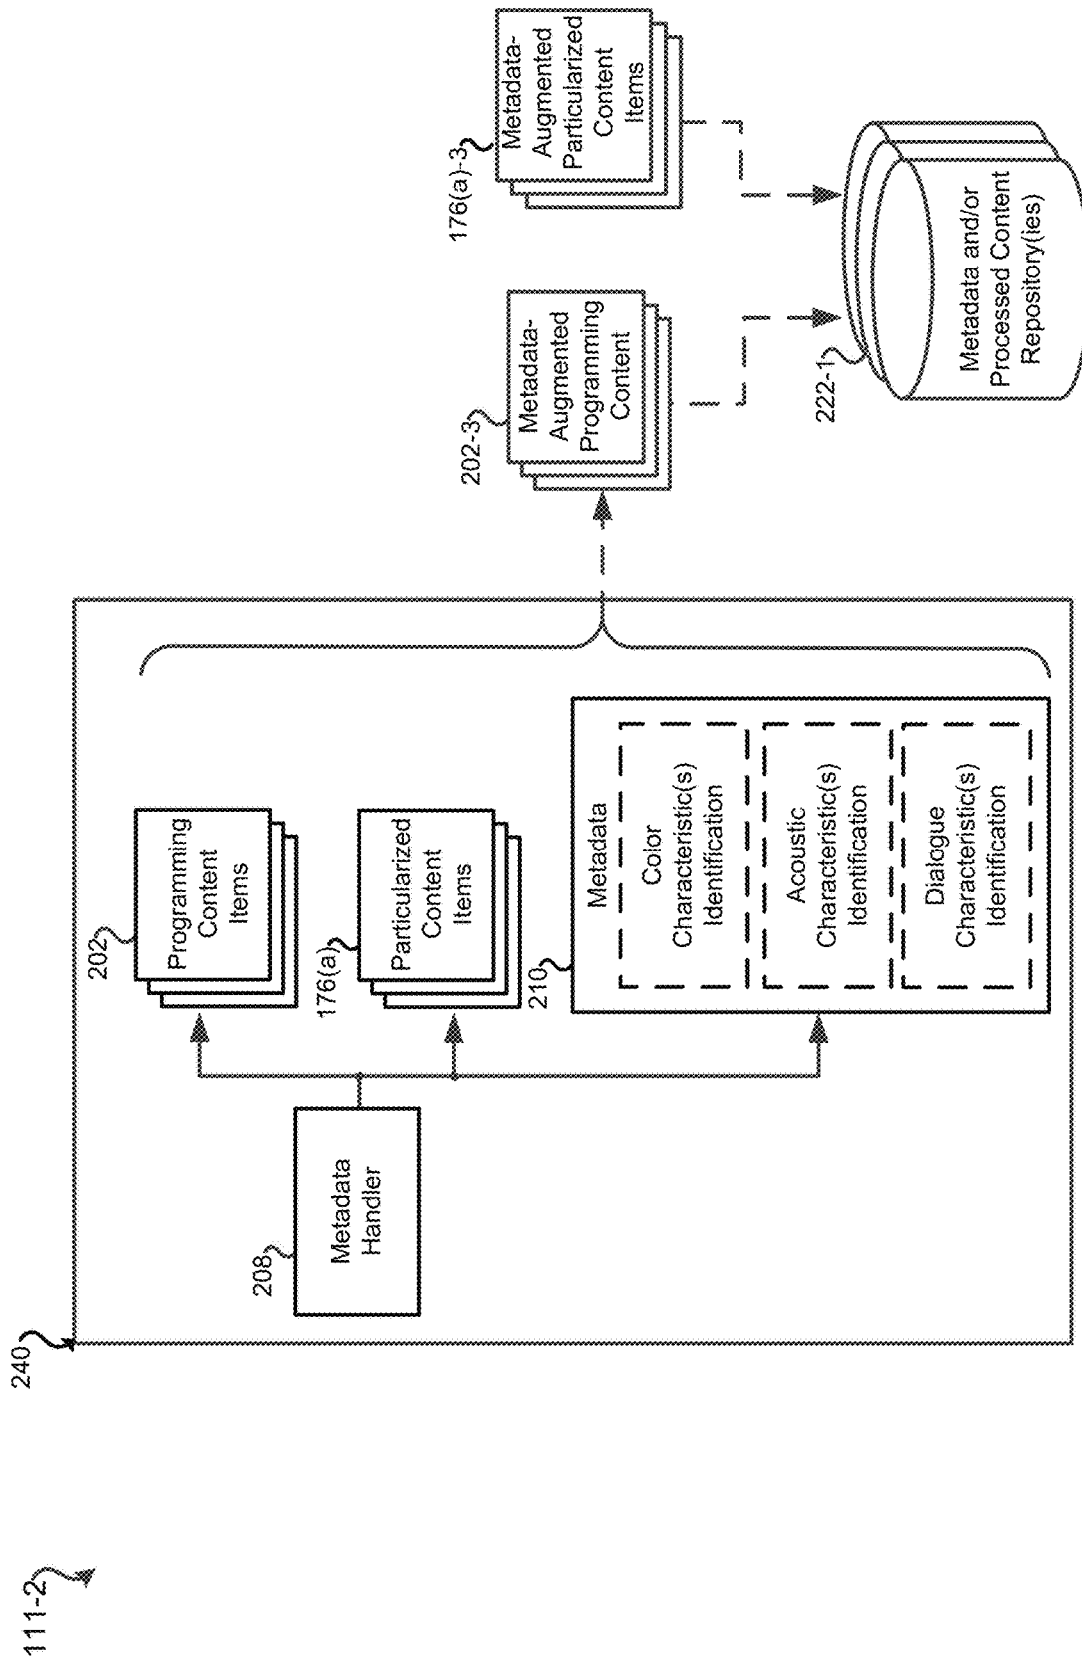 111-2
240
208
Metadata
Handler
202
Programming
Content
Items
176(a)
Particularized
Content
Items
210
Metadata
Color
Characteristic(s)
Identification
Acoustic
Characteristic(s)
Identification
Dialogue
Characteristic(s)
Identification
202-3
Metadata-
Augmented
Programming
Content
176(a)-3
Metadata-
Augmented
Particularized
Content
Items
222-1
Metadata and/or
Processed Content
Repository(ies)